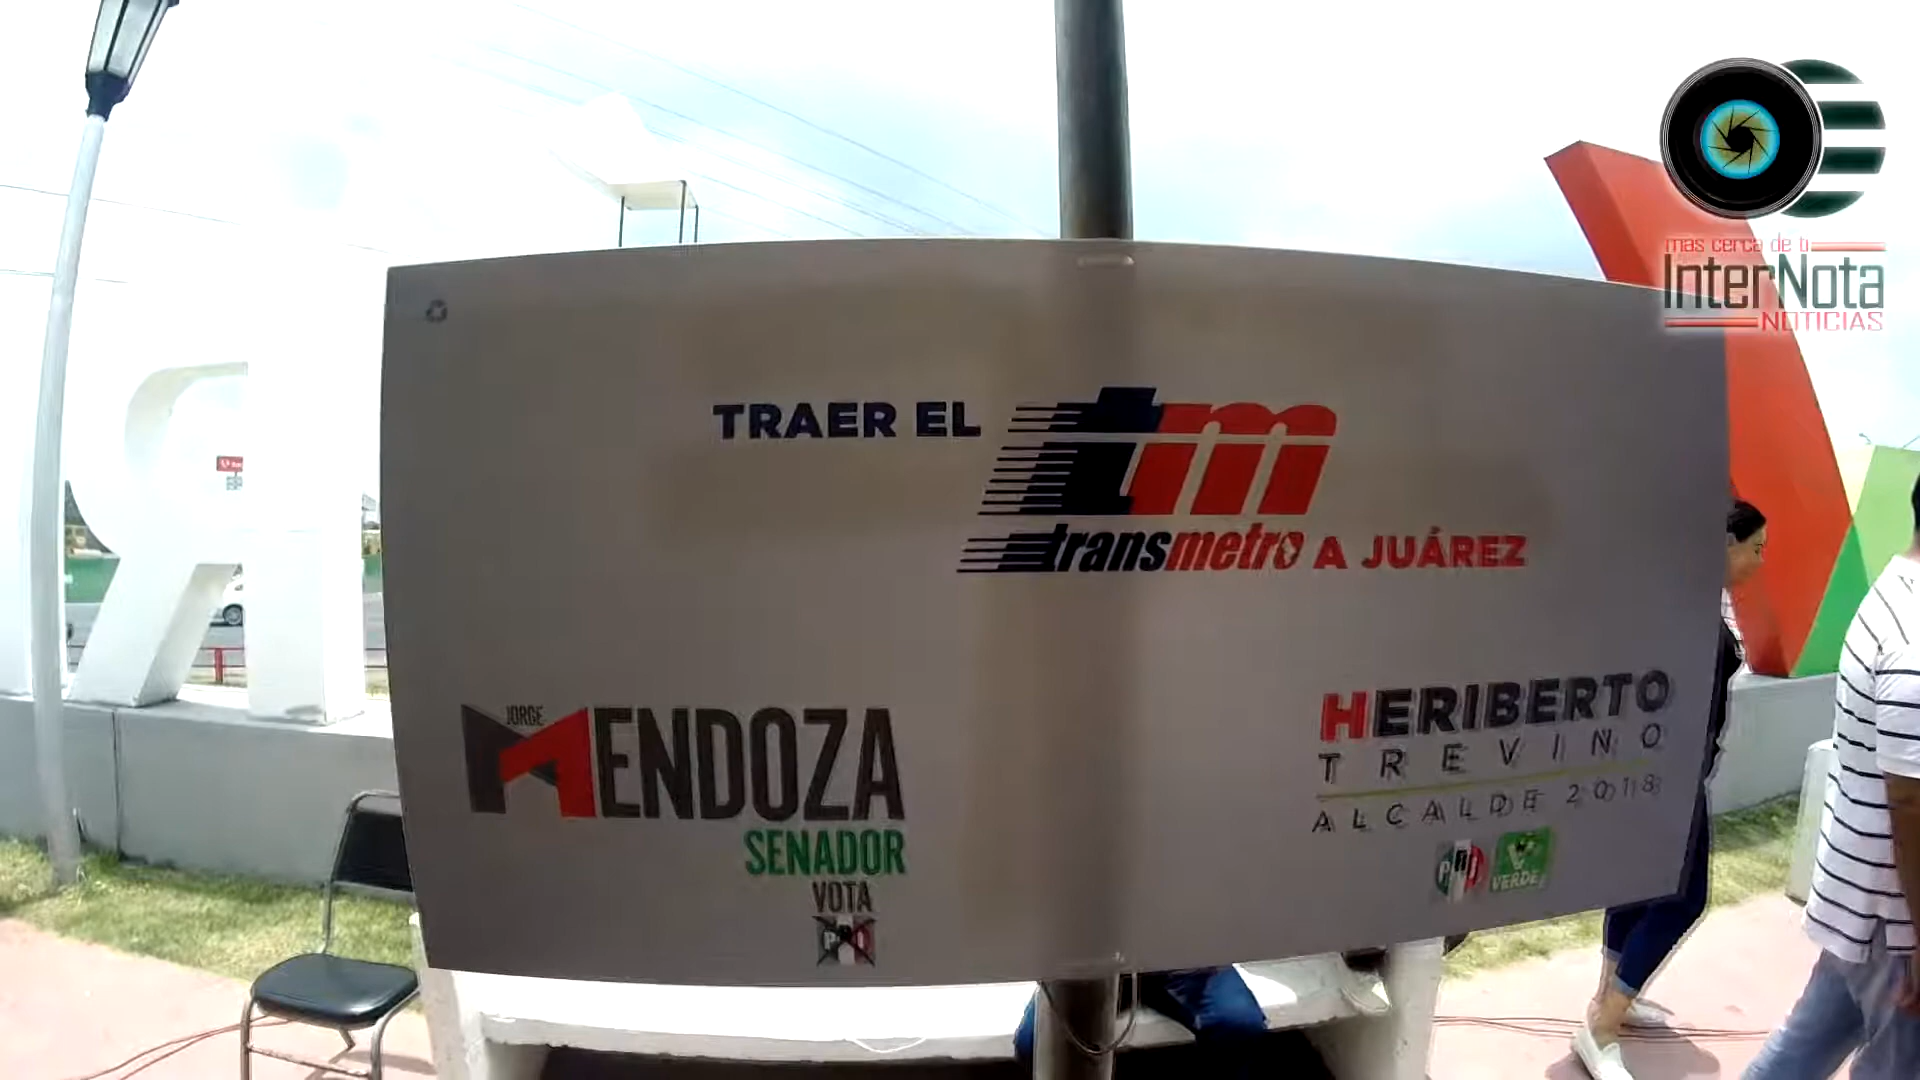 mas cerca de ti
InterNota
NOTICIAS
TRAER EL tm
transmetro A JUÁREZ
JORGE
MENDOZA
SENADOR
VOTA
PRI
HERIBERTO
TREVINO
ALCALDE 2018
PRI VERDE
R